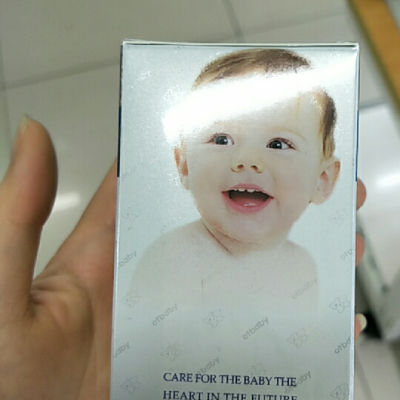 CARE FOR THE BABY THE
HEART IN THE FUTURE